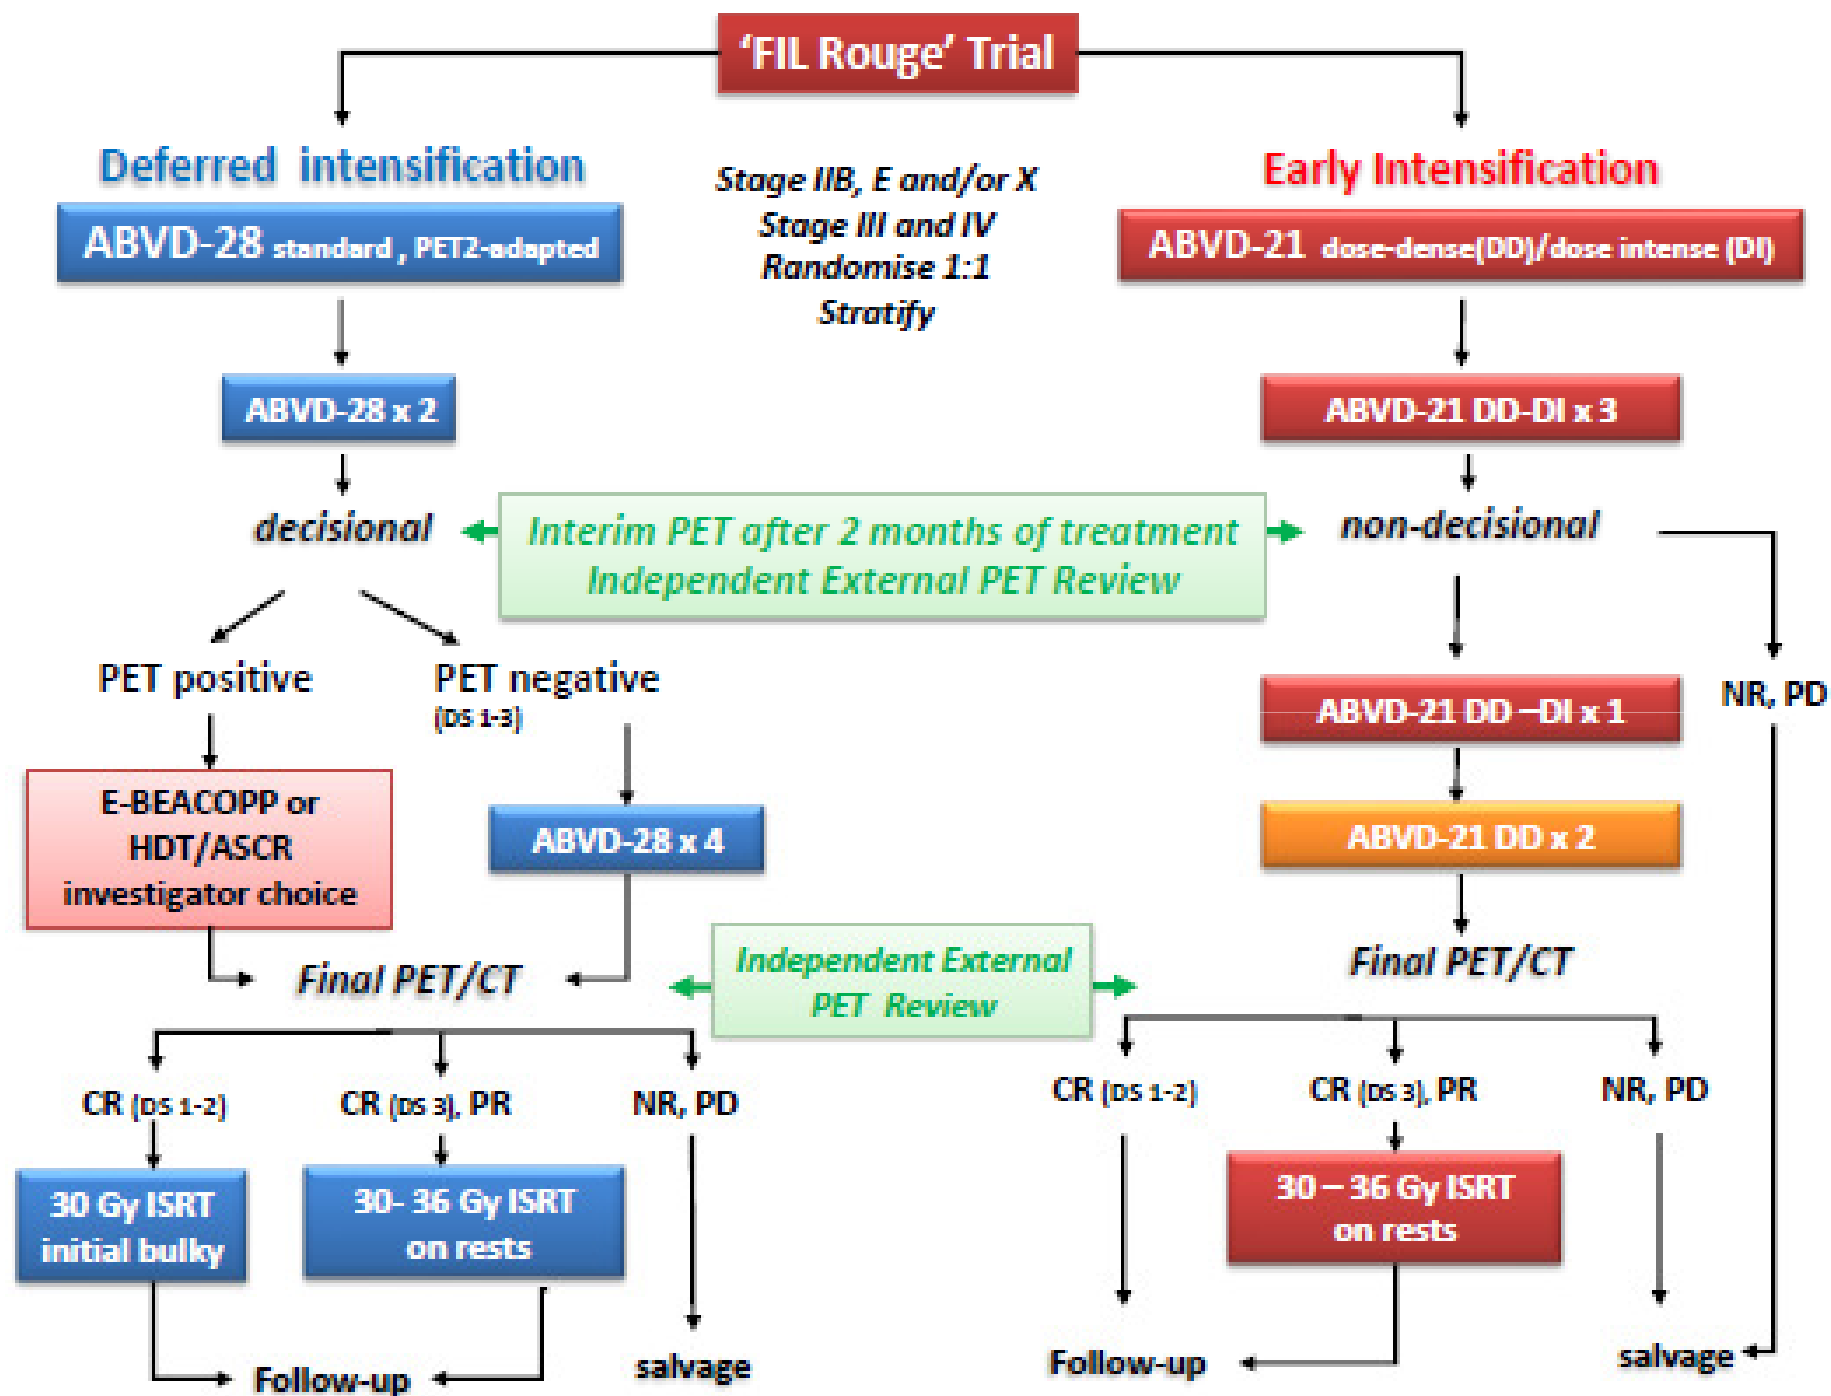 'FIL Rouge' Trial
Deferred intensification
ABVD-28 standard , PET2-adapted
Stage IIB, E and/or X
Stage III and IV
Randomise 1:1
Stratify
Early Intensification
ABVD-21 dose-dense(DD)/dose intense (DI)
ABVD-28 x 2
ABVD-21 DD-DI x 3
decisional
Interim PET after 2 months of treatment
Independent External PET Review
non-decisional
PET positive
PET negative
(DS 1-3)
ABVD-21 DD –DI x 1
NR, PD
E-BEACOPP or
HDT/ASCR
investigator choice
ABVD-28 x 4
ABVD-21 DD x 2
Final PET/CT
Independent External
PET Review
Final PET/CT
CR (DS 1-2)
CR (DS 3), PR
NR, PD
CR (DS 1-2)
CR (DS 3), PR
NR, PD
30 Gy ISRT
initial bulky
30- 36 Gy ISRT
on rests
30 – 36 Gy ISRT
on rests
Follow-up
salvage
Follow-up
salvage